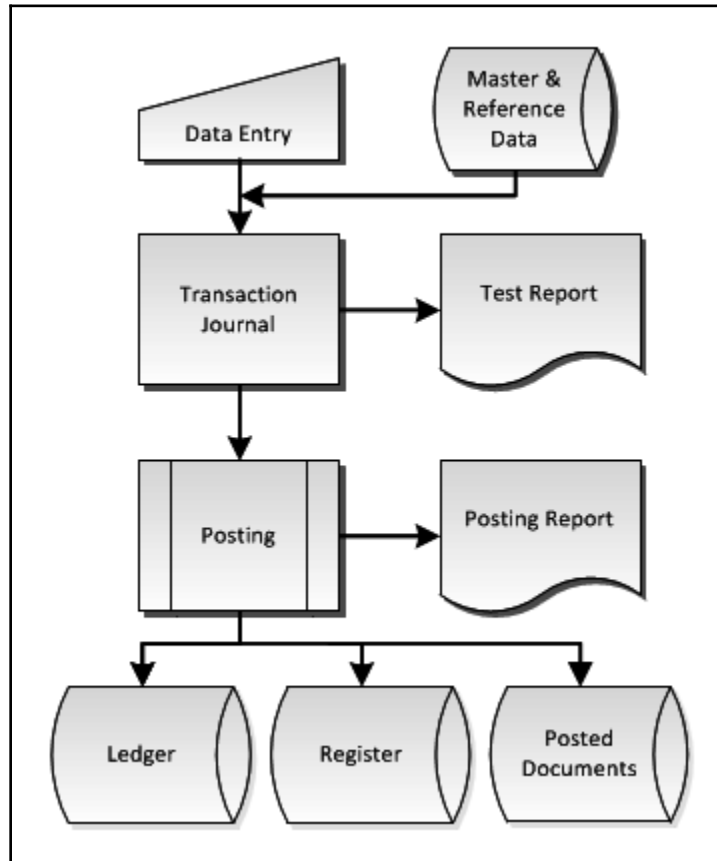 Data Entry
Master &
Reference
Data
Transaction
Journal
Test Report
Posting
Posting Report
Ledger
Register
Posted
Documents